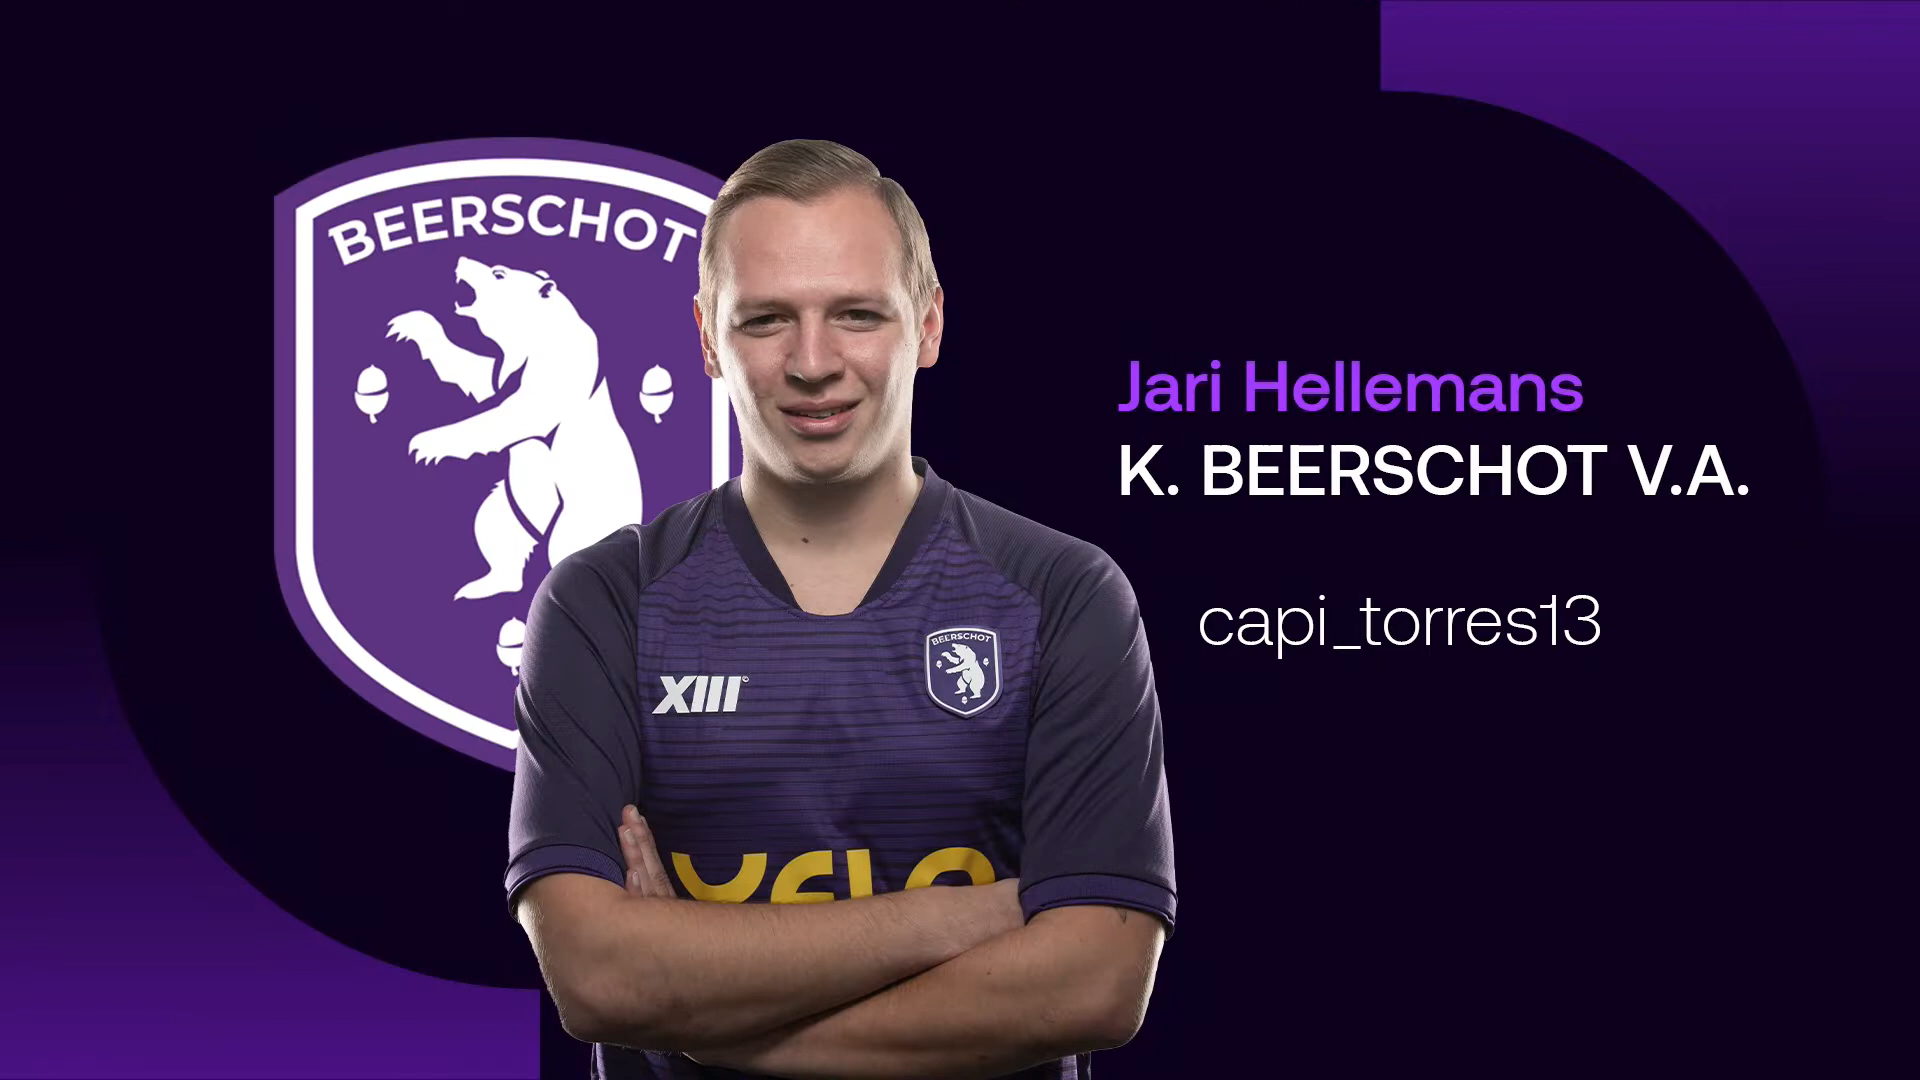 BEERSCHOT
Jari Hellemans
K. BEERSCHOT V.A.
capi_torres13
BEERSCHOT
XIII